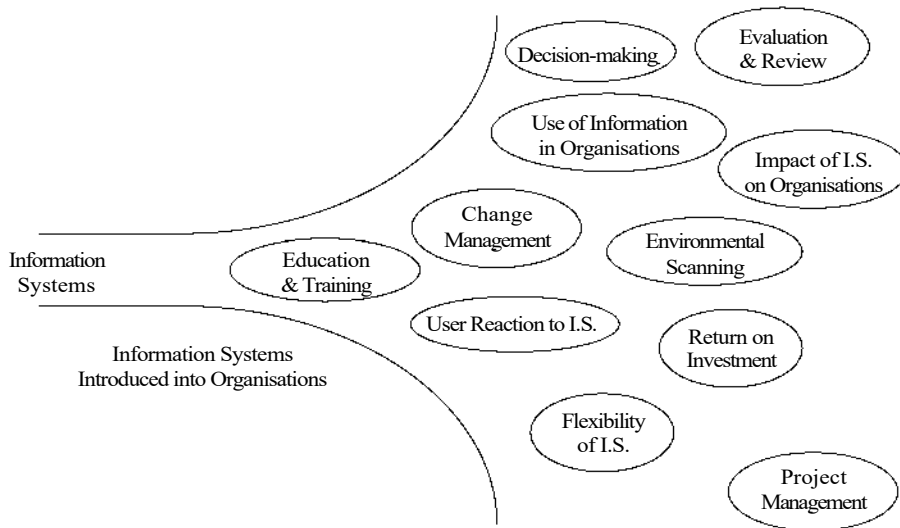 Decision-making
Evaluation
& Review
Use of Information
in Organisations
Impact of I.S.
on Organisations
Change
Management
Environmental
Scanning
Information
Systems
Education
& Training
User Reaction to I.S.
Return on
Investment
Information Systems
Introduced into Organisations
Flexibility
of I.S.
Project
Management